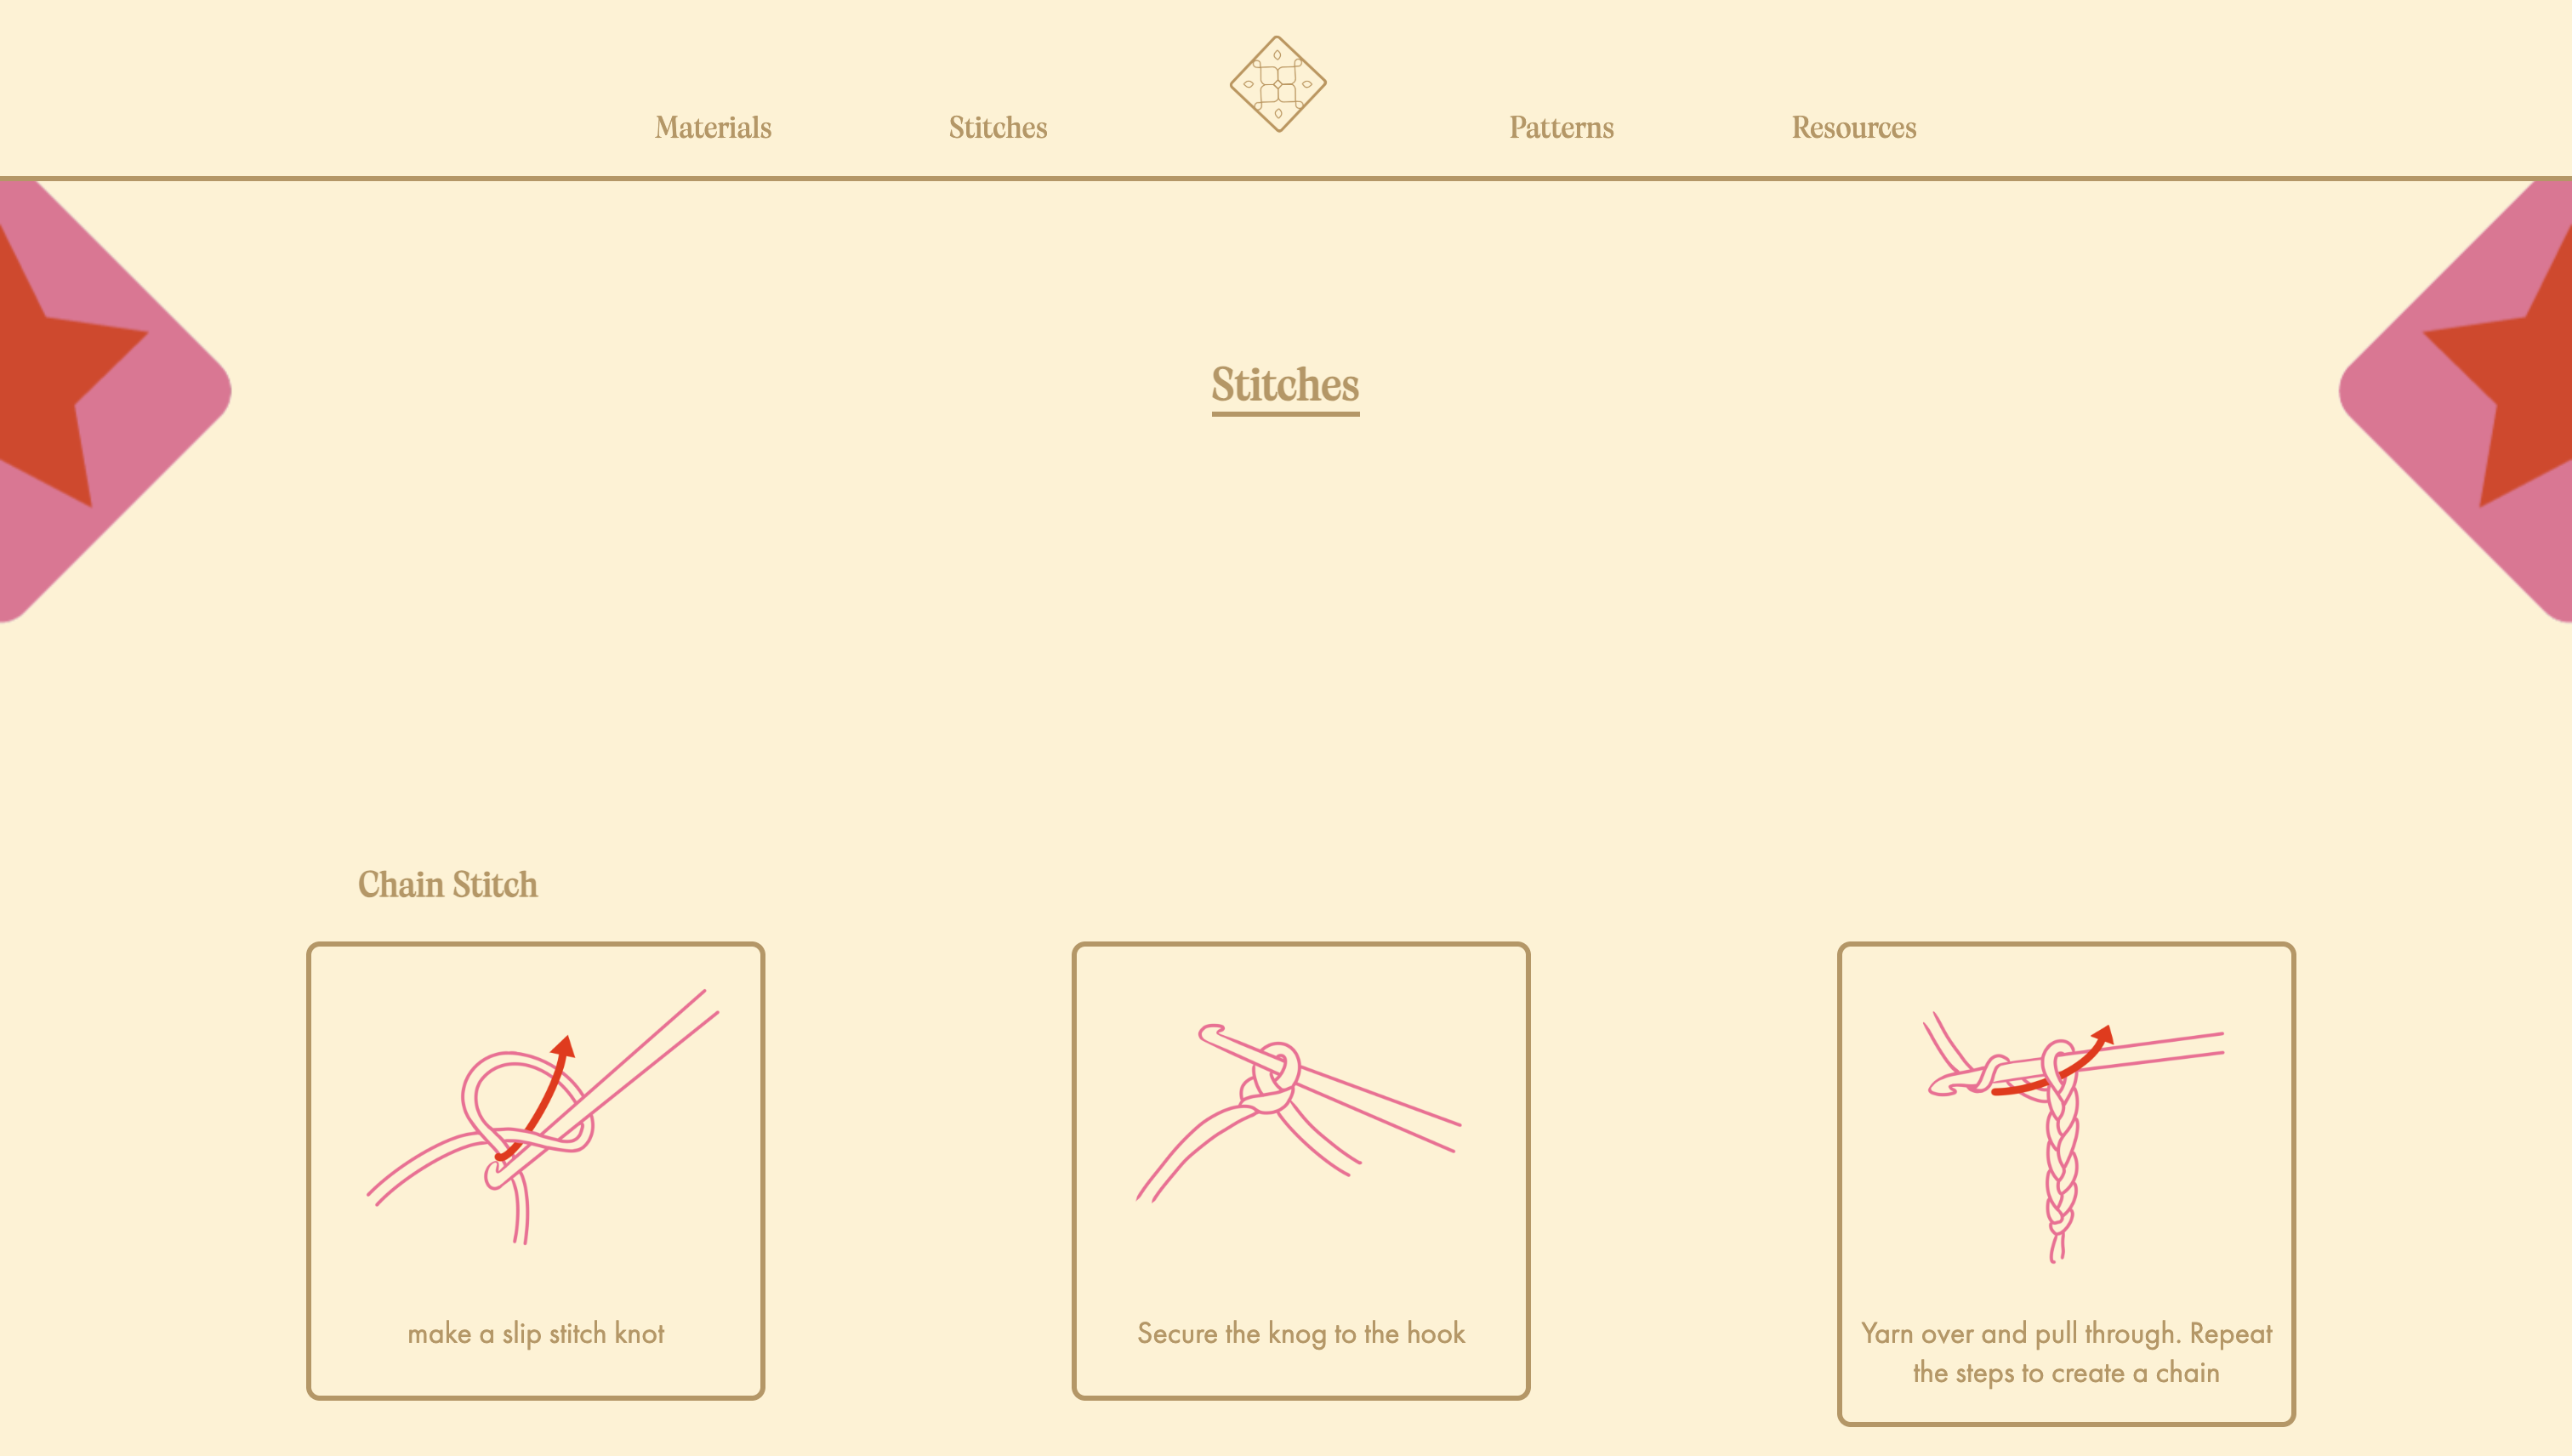 Materials
Stitches
Patterns
Resources
Stitches
Chain Stitch
make a slip stitch knot
Secure the knog to the hook
Yarn over and pull through. Repeat
the steps to create a chain